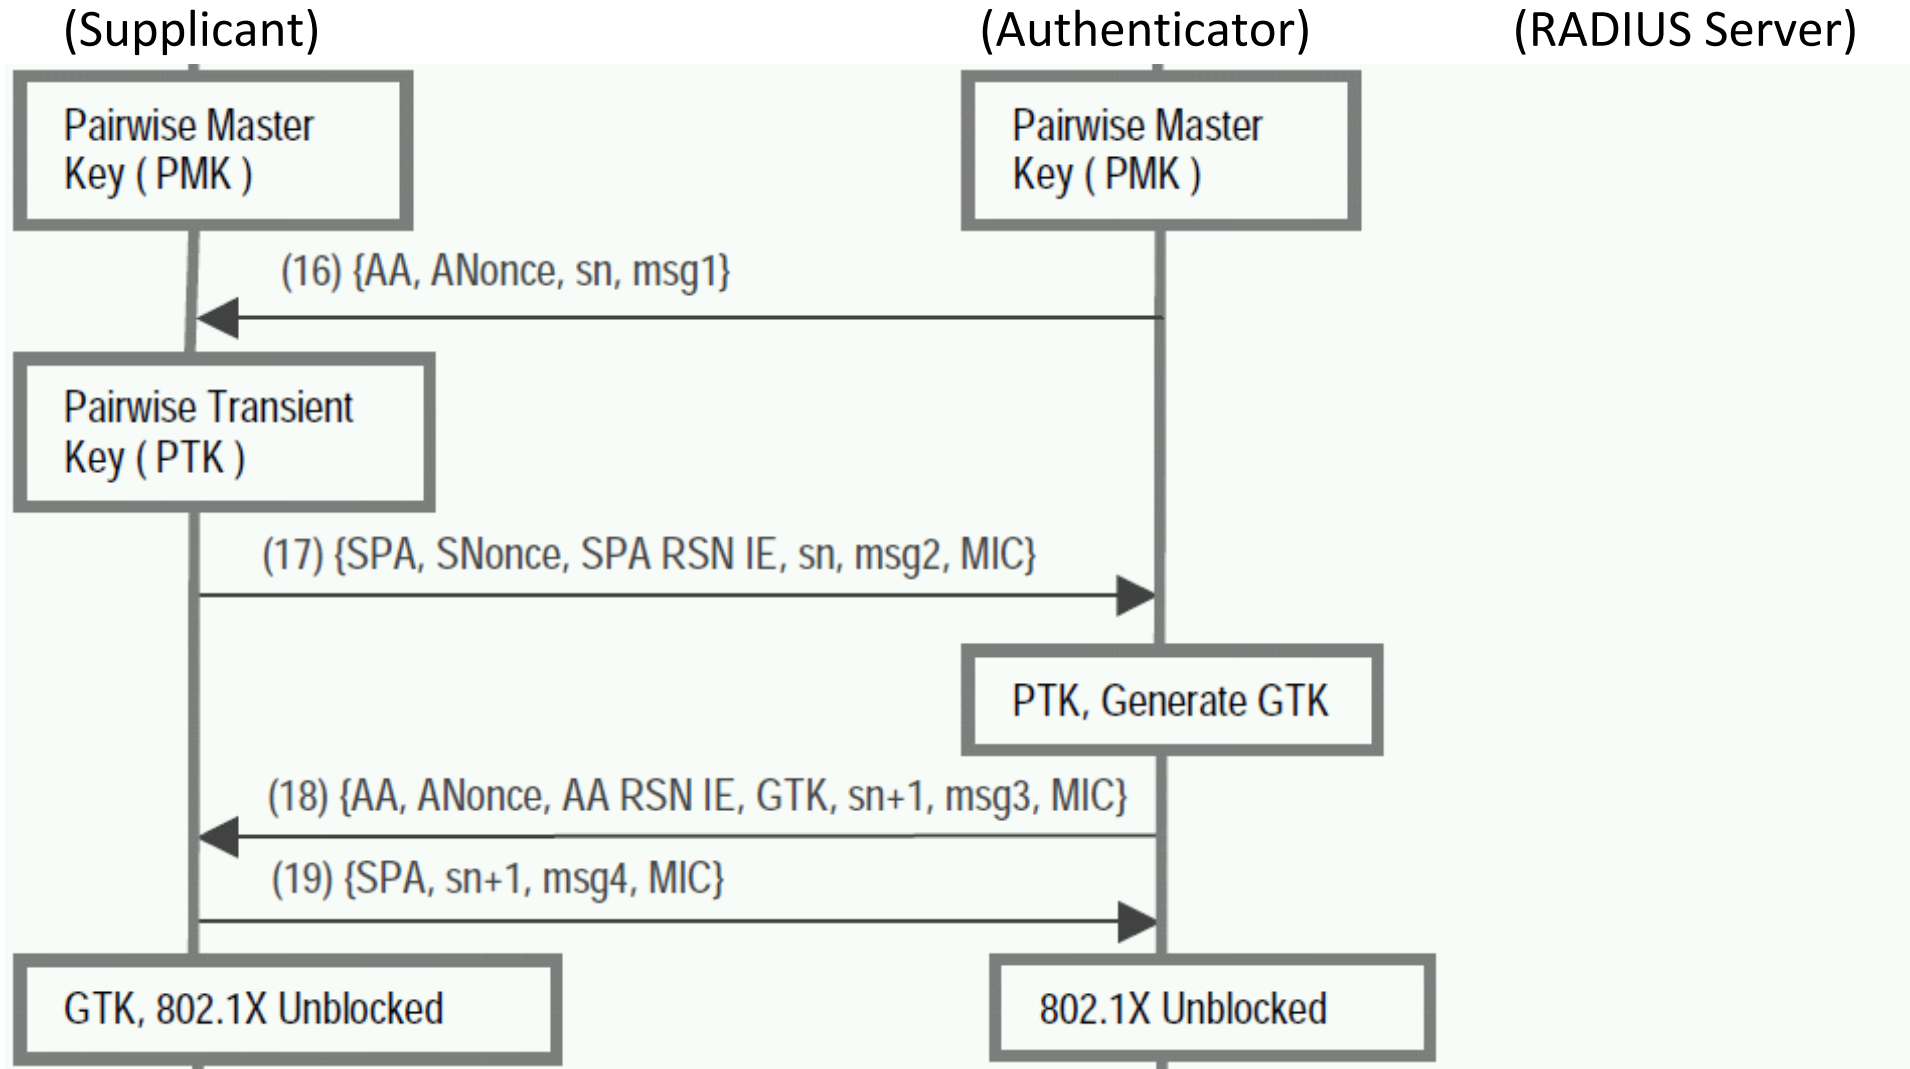 (Supplicant) (Authenticator) (RADIUS Server)
Pairwise Master
Key ( PMK )
Pairwise Master
Key ( PMK )
(16) {AA, ANonce, sn, msg1}
Pairwise Transient
Key ( PTK )
(17) {SPA, SNonce, SPA RSN IE, sn, msg2, MIC}
PTK, Generate GTK
(18) {AA, ANonce, AA RSN IE, GTK, sn+1, msg3, MIC}
(19) {SPA, sn+1, msg4, MIC}
GTK, 802.1X Unblocked
802.1X Unblocked